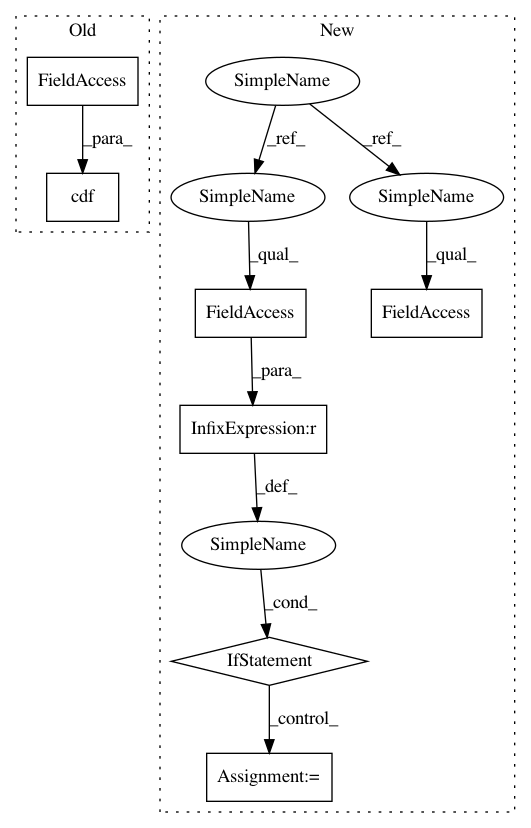 Old
FieldAccess
_para_
cdf
New
SimpleName
_ref_
_ref_
SimpleName
SimpleName
_qual_
_qual_
FieldAccess
FieldAccess
_para_
InfixExpression:r
_def_
SimpleName
_cond_
IfStatement
_control_
Assignment:=